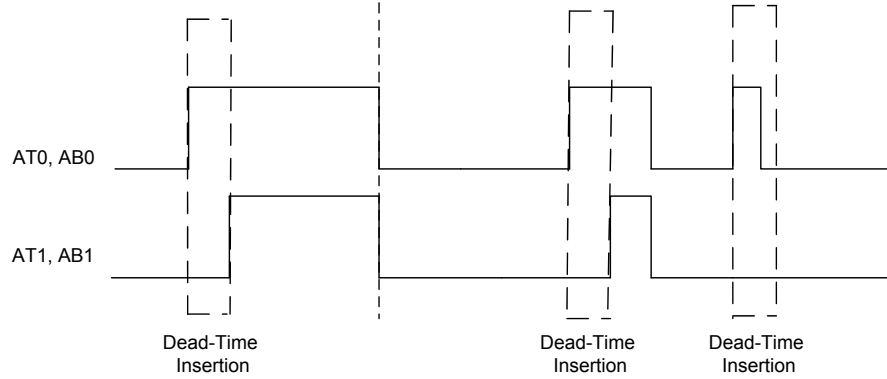 AT0, AB0
AT1, AB1
Dead-Time
Insertion
Dead-Time
Insertion
Dead-Time
Insertion